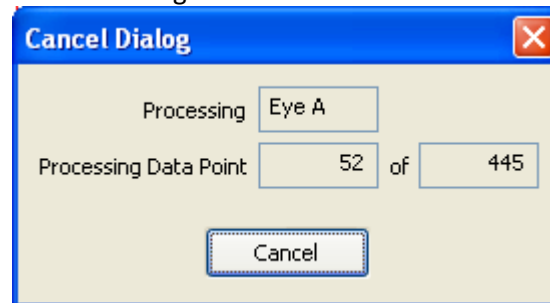 Cancel Dialog
Processing Eye A
Processing Data Point 52 of 445
Cancel